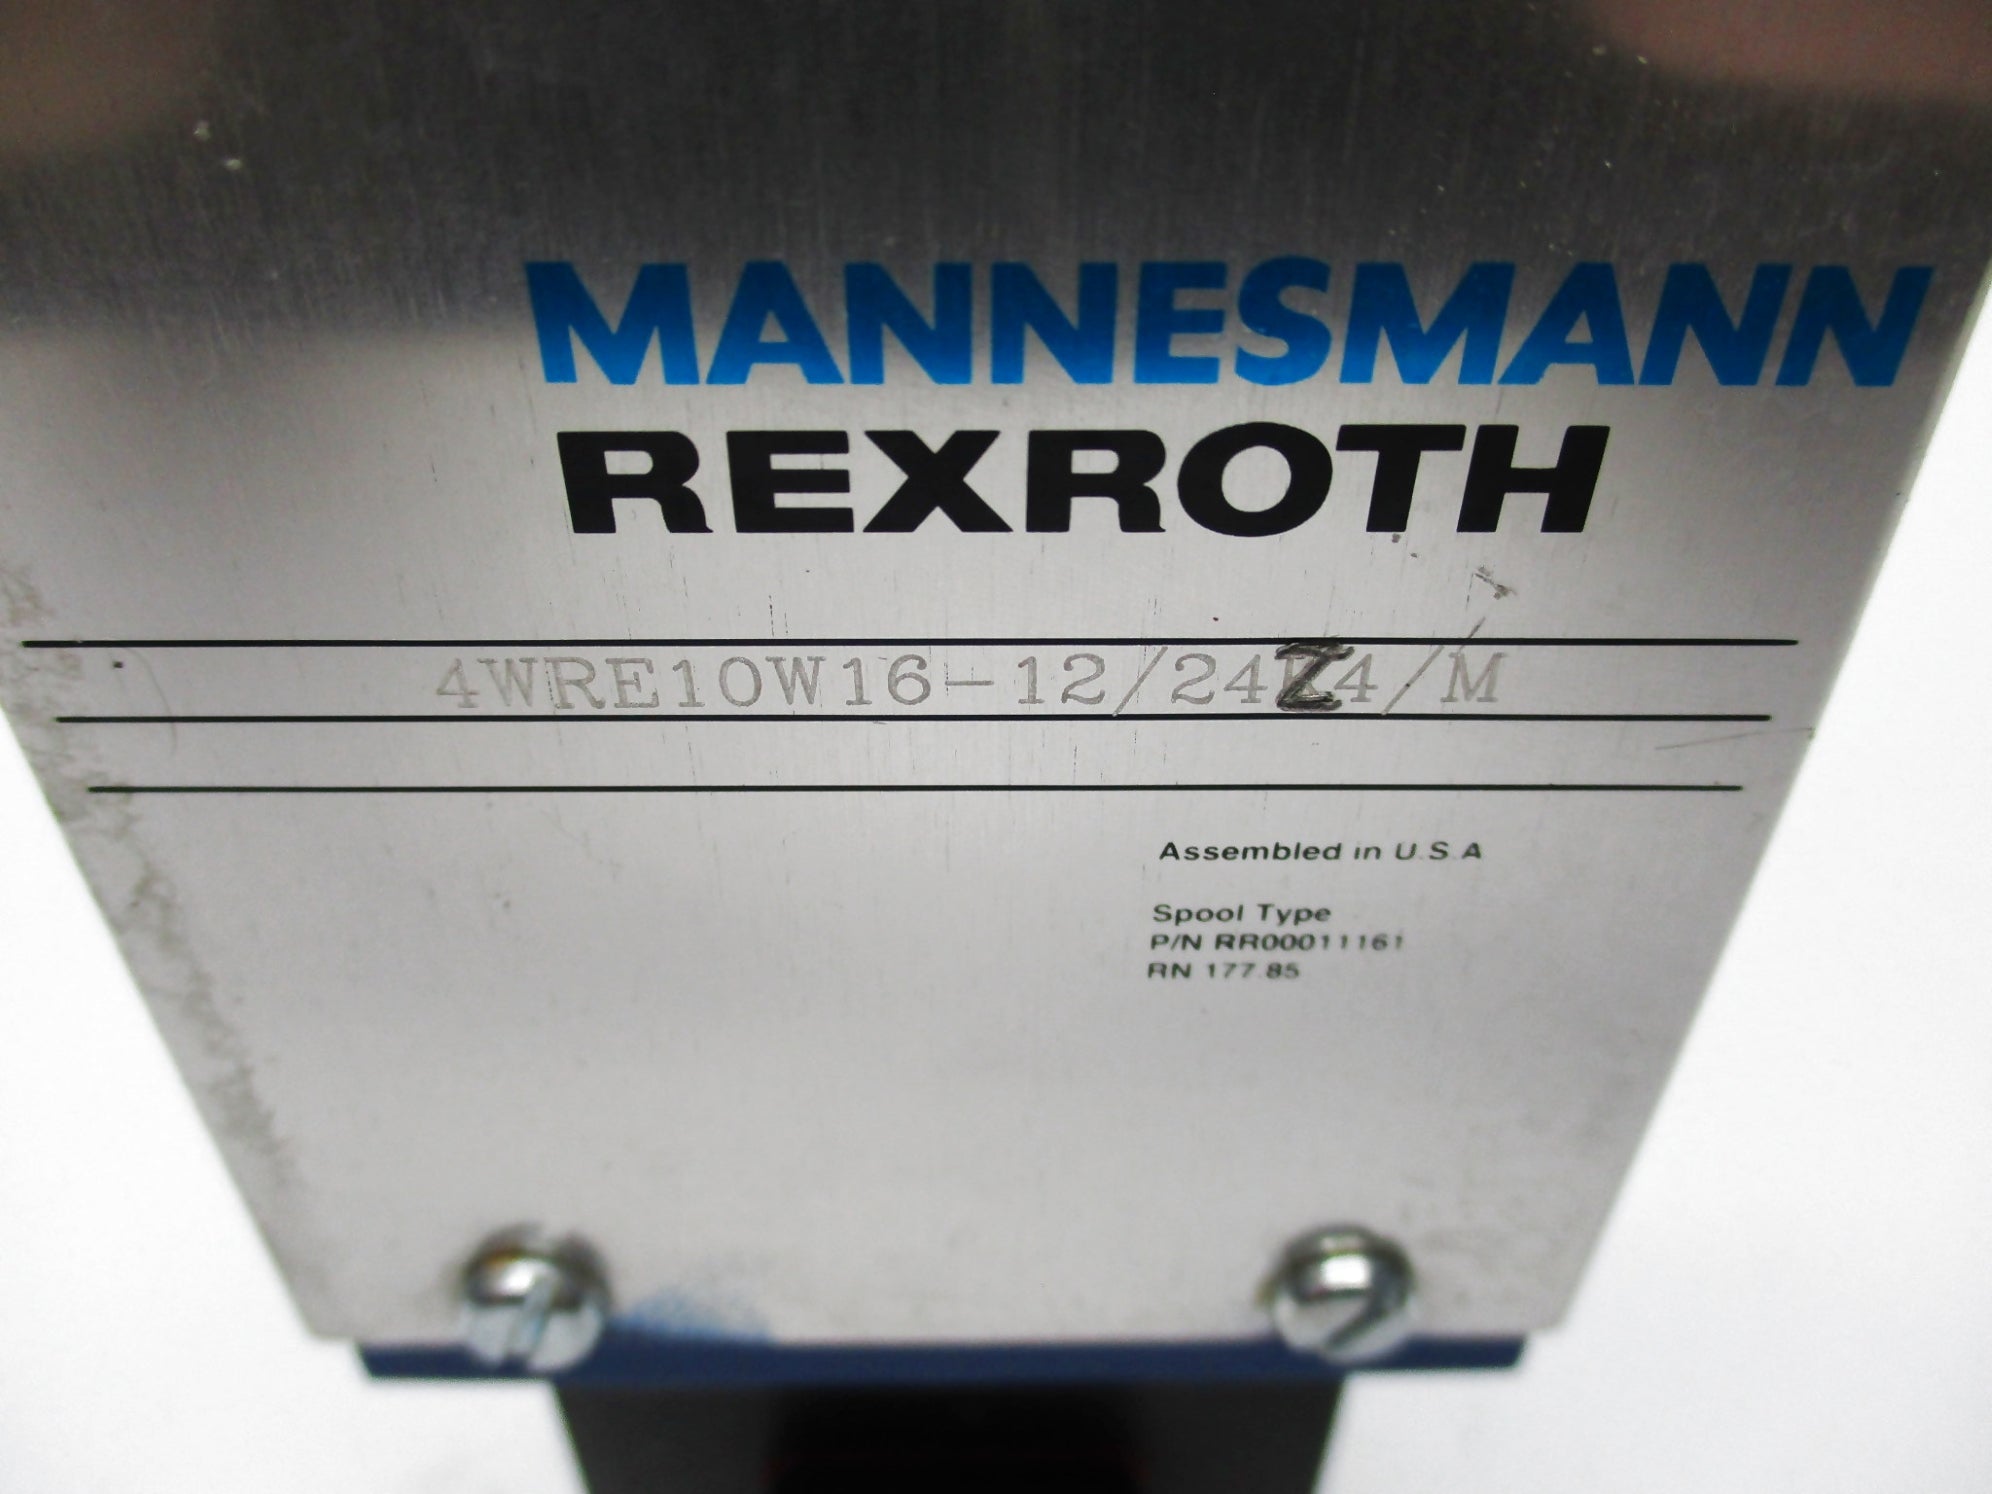 MANNESMANN
REXROTH
4WRE10W16-12/24Z4/M
Assembled in U.S.A
Spool Type
P/N RR00011161
RN 177.85